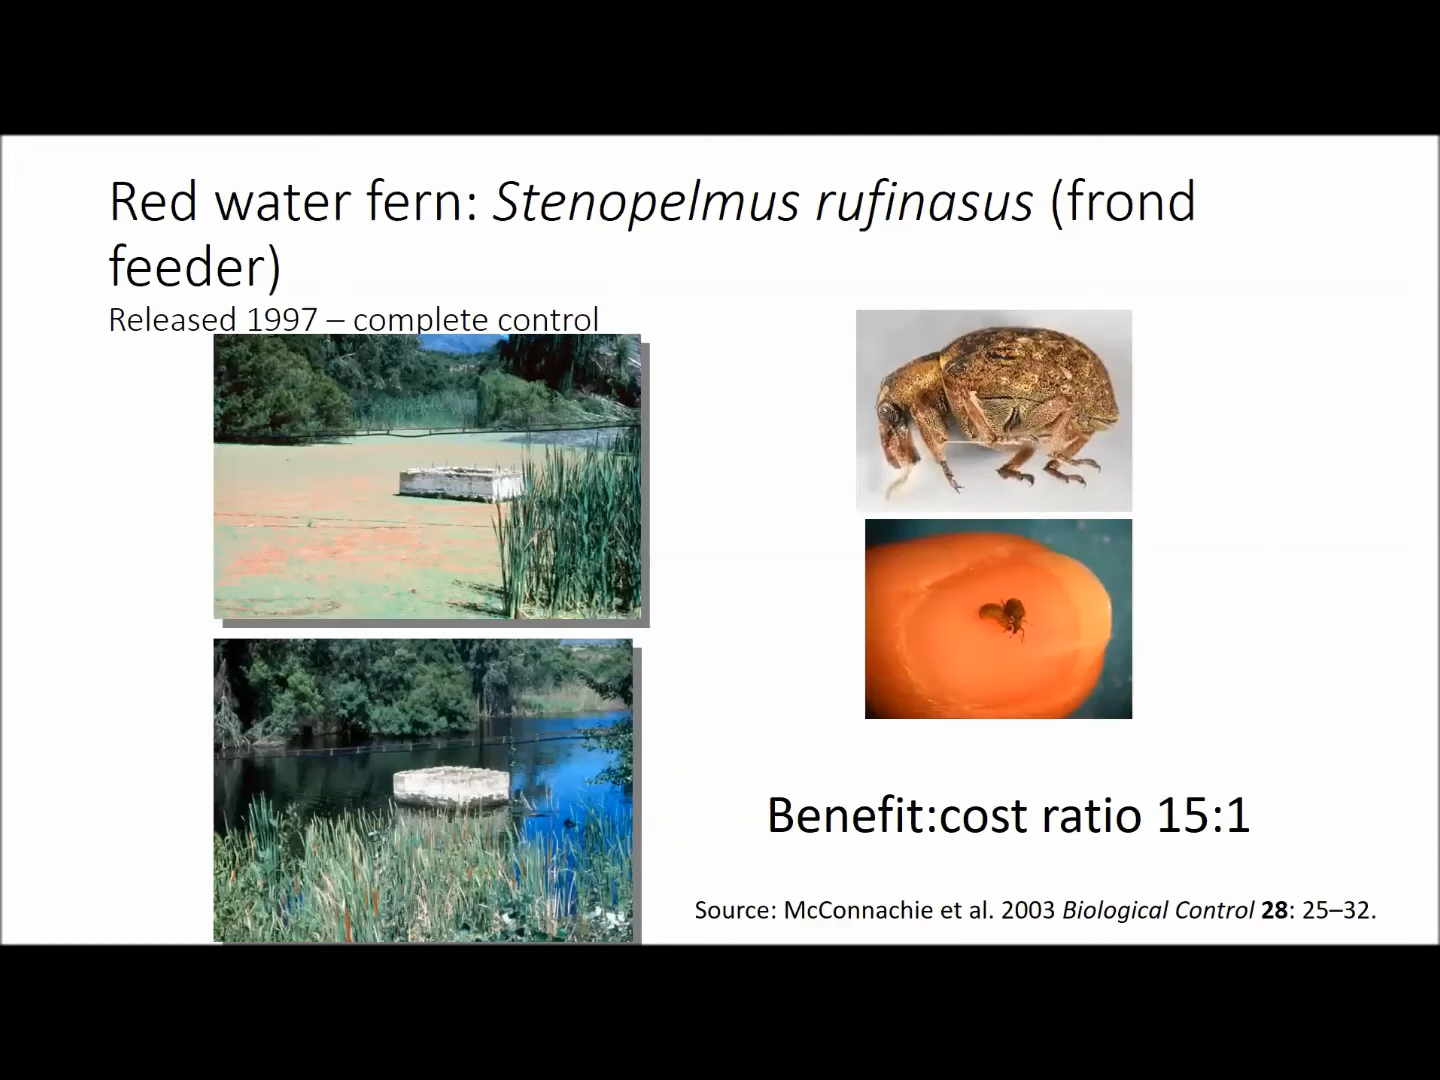 Red water fern: Stenopelmus rufinasus (frond
feeder)
Released 1997 – complete control
Benefit:cost ratio 15:1
Source: McConnachie et al. 2003 Biological Control 28: 25–32.